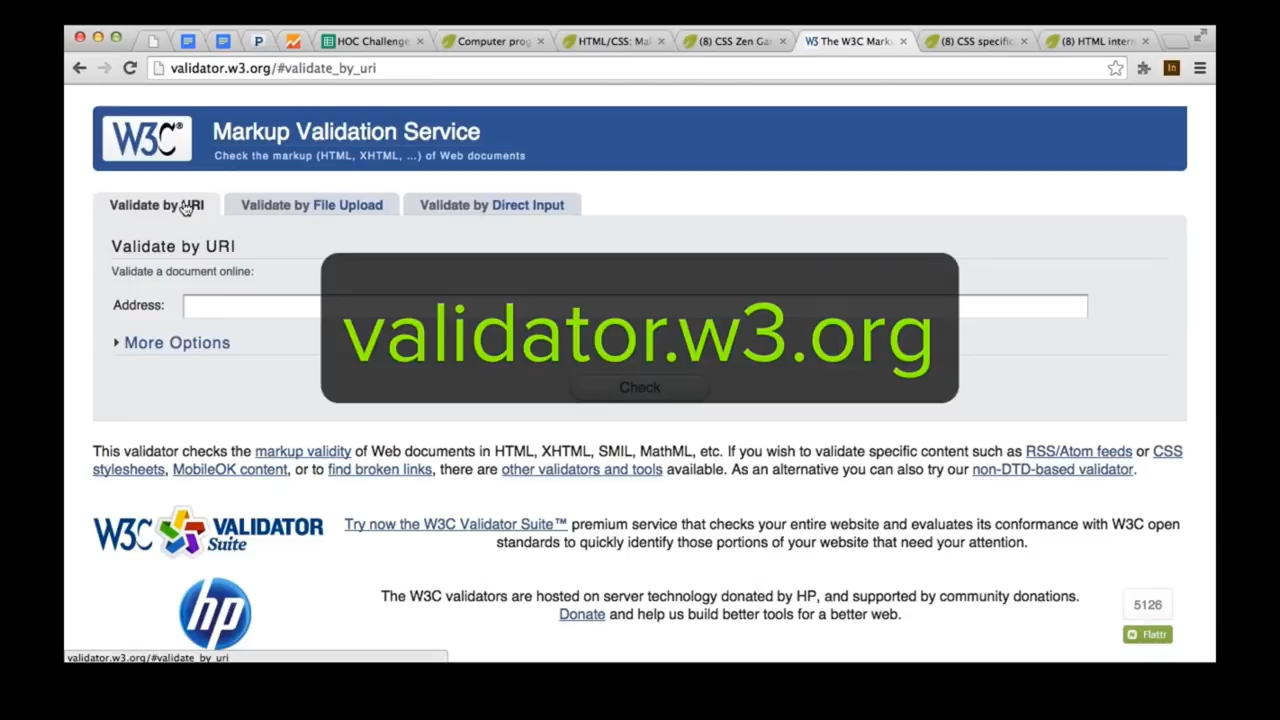 HOC Challenge
Computer prog
HTML/CSS: Mal
(8) CSS Zen Gar
W3 The W3C Mark
(8) CSS specific
(8) HTML intern
validator.w3.org/#validate_by_uri
W3C® Markup Validation Service
Check the markup (HTML, XHTML, ...) of Web documents
Validate by URI
Validate by File Upload
Validate by Direct Input
Validate by URI
Validate a document online:
Address:
validator.w3.org
More Options
Check
This validator checks the markup validity of Web documents in HTML, XHTML, SMIL, MathML, etc. If you wish to validate specific content such as RSS/Atom feeds or CSS
stylesheets, MobileOK content, or to find broken links, there are other validators and tools available. As an alternative you can also try our non-DTD-based validator.
W3C VALIDATOR
Suite
Try now the W3C Validator Suite™ premium service that checks your entire website and evaluates its conformance with W3C open
standards to quickly identify those portions of your website that need your attention.
hp
The W3C validators are hosted on server technology donated by HP, and supported by community donations.
Donate and help us build better tools for a better web.
5126
Flattr
validator.w3.org/#validate_by_uri